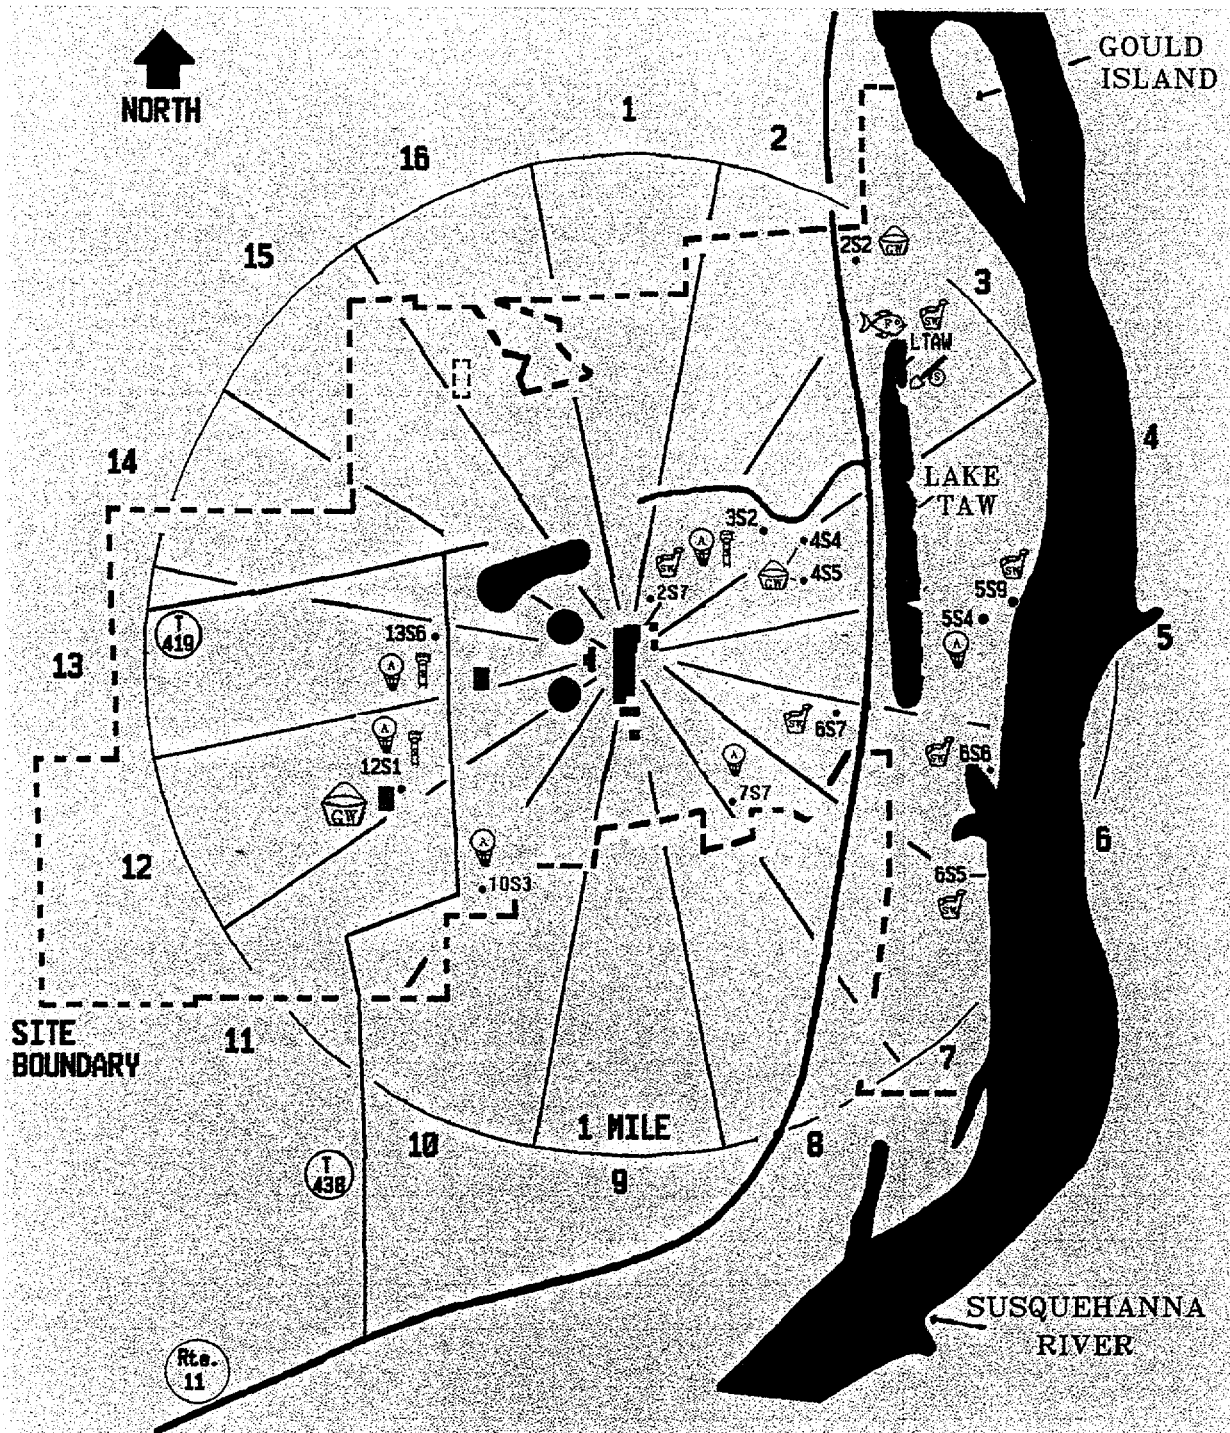 NORTH
GOULD
ISLAND
1
2
16
15
3
2S2
GW
F
SW
LTAW
S
14
4
LAKE
TAW
3S2
4S4
A
SW
GW
4S5
2S7
SW
5S9
5S4
A
5
T
419
13S6
13
A
A
12S1
GW
SW
6S7
SW
6S6
A
7S7
12
6
A
10S3
6S5
SW
SITE
BOUNDARY
11
7
1 MILE
10
8
9
T
438
SUSQUEHANNA
RIVER
Rte.
11